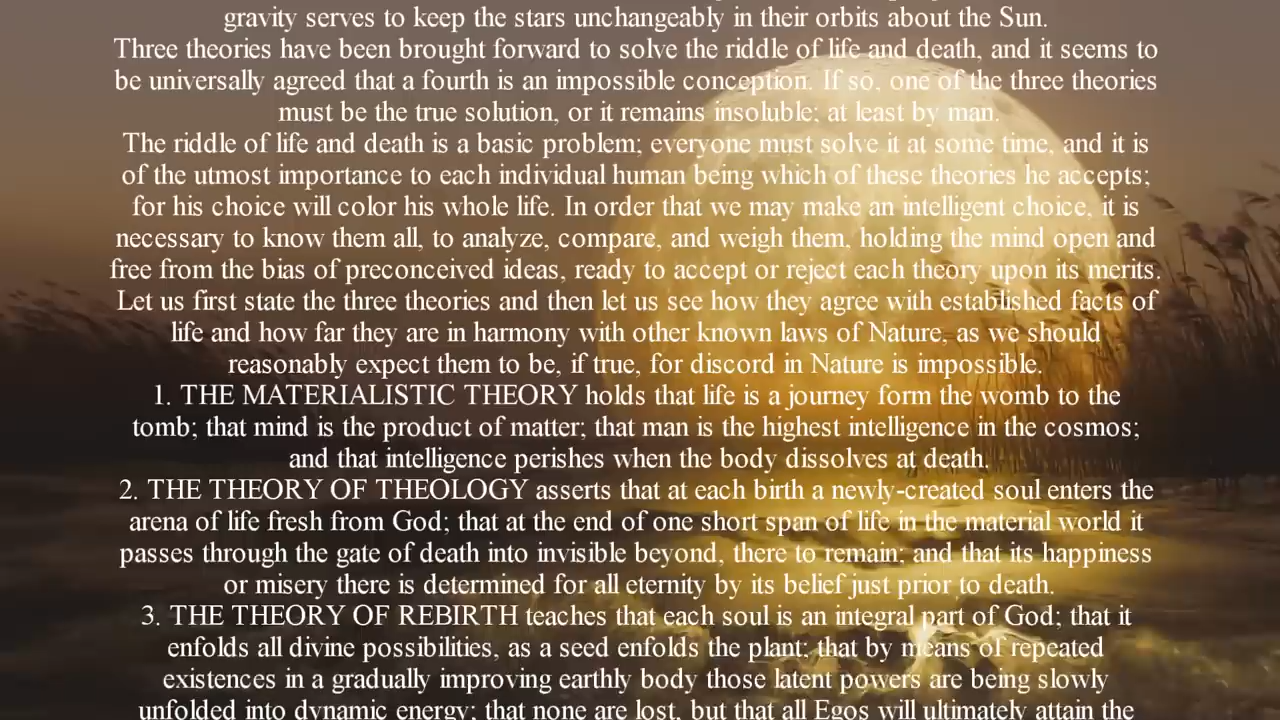 gravity serves to keep the stars unchangeably in their orbits about the Sun.
Three theories have been brought forward to solve the riddle of life and death, and it seems to
be universally agreed that a fourth is an impossible conception. If so, one of the three theories
must be the true solution, or it remains insoluble; at least by man.
The riddle of life and death is a basic problem; everyone must solve it at some time, and it is
of the utmost importance to each individual human being which of these theories he accepts;
for his choice will color his whole life. In order that we may make an intelligent choice, it is
necessary to know them all, to analyze, compare, and weigh them, holding the mind open and
free from the bias of preconceived ideas, ready to accept or reject each theory upon its merits.
Let us first state the three theories and then let us see how they agree with established facts of
life and how far they are in harmony with other known laws of Nature, as we should
reasonably expect them to be, if true, for discord in Nature is impossible.
1. THE MATERIALISTIC THEORY holds that life is a journey form the womb to the
tomb; that mind is the product of matter; that man is the highest intelligence in the cosmos;
and that intelligence perishes when the body dissolves at death.
2. THE THEORY OF THEOLOGY asserts that at each birth a newly-created soul enters the
arena of life fresh from God; that at the end of one short span of life in the material world it
passes through the gate of death into invisible beyond, there to remain; and that its happiness
or misery there is determined for all eternity by its belief just prior to death.
3. THE THEORY OF REBIRTH teaches that each soul is an integral part of God; that it
enfolds all divine possibilities, as a seed enfolds the plant; that by means of repeated
existences in a gradually improving earthly body those latent powers are being slowly
unfolded into dynamic energy; that none are lost, but that all Egos will ultimately attain the